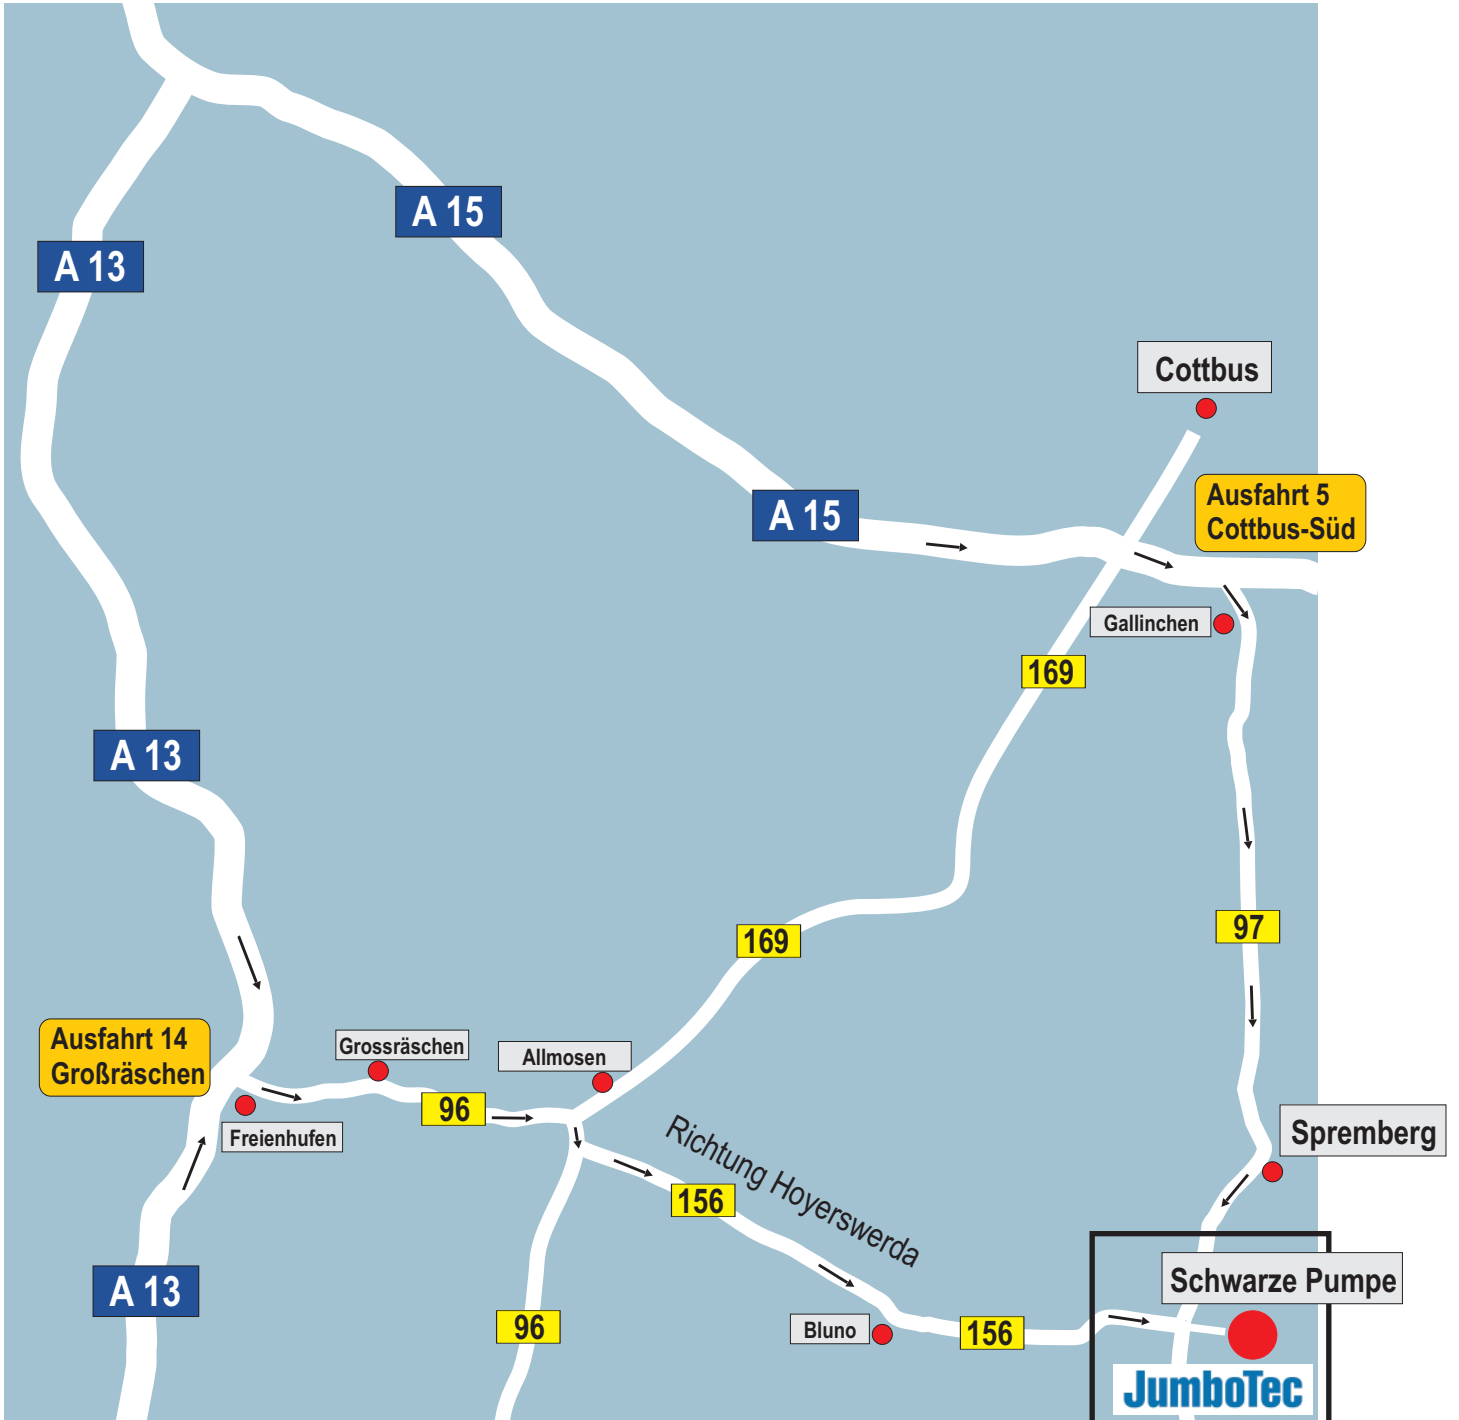 A 15
A 13
Cottbus
Ausfahrt 5
Cottbus-Süd
A 15
Gallinchen
169
A 13
97
169
Ausfahrt 14
Großräschen
Grossräschen
Allmosen
96
Freienhufen
Richtung Hoyerswerda
Spremberg
156
A 13
Schwarze Pumpe
96
Bluno
156
JumboTec